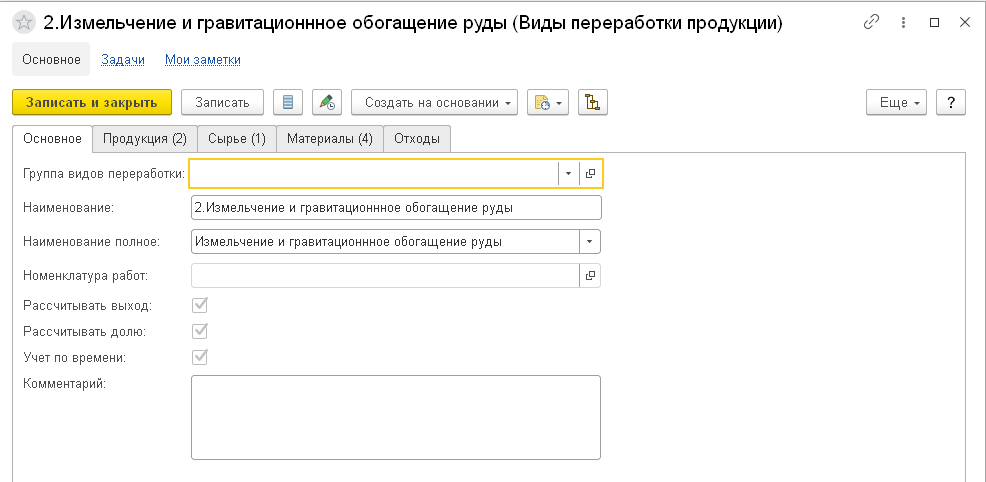 2.Измельчение и гравитационнное обогащение руды (Виды переработки продукции)
Основное Задачи Мои заметки
Записать и закрыть Записать Создать на основании Еще ?
Основное Продукция (2) Сырье (1) Материалы (4) Отходы
Группа видов переработки:
Наименование: 2.Измельчение и гравитационнное обогащение руды
Наименование полное: Измельчение и гравитационнное обогащение руды
Номенклатура работ:
Рассчитывать выход:
Рассчитывать долю:
Учет по времени:
Комментарий: